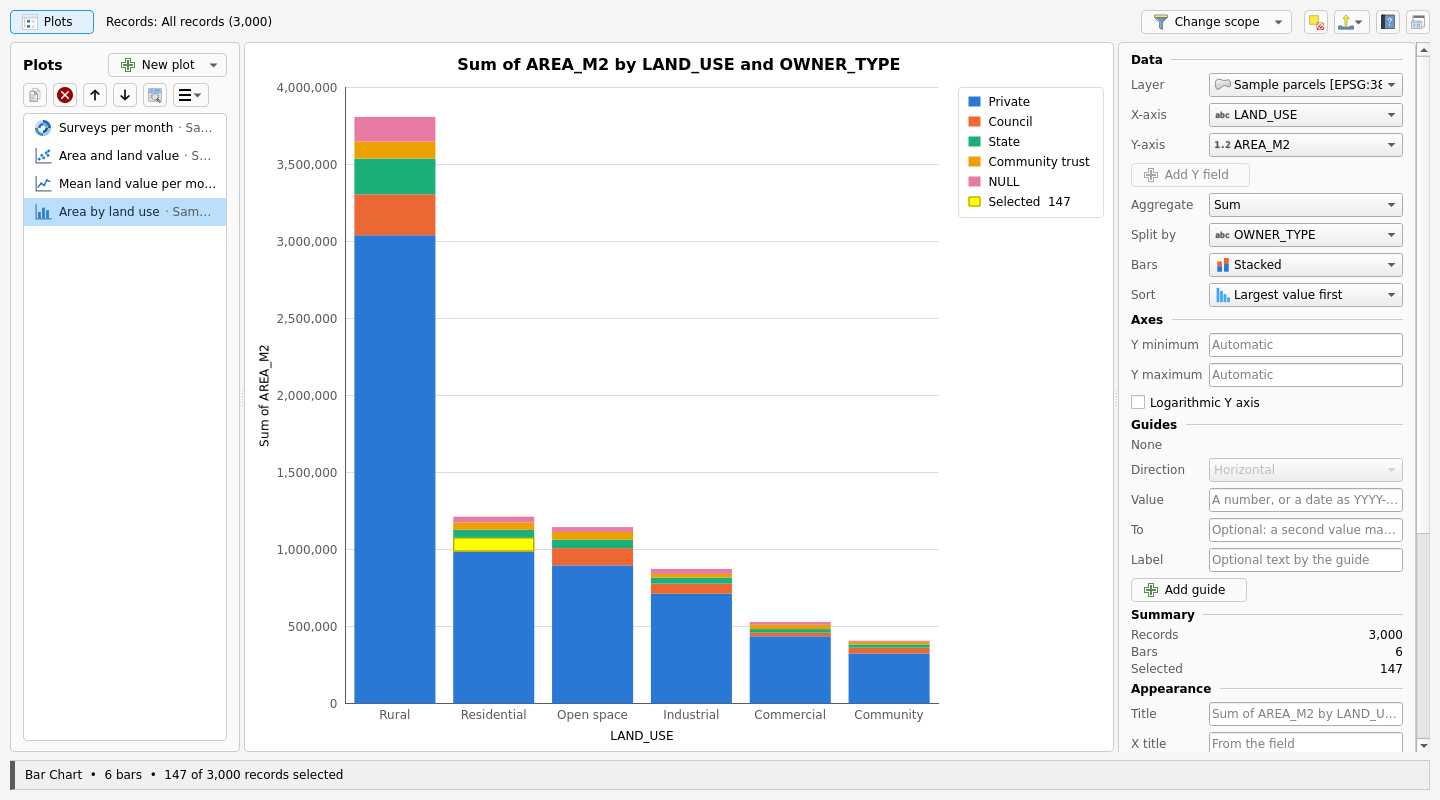 Plots
Records: All records (3,000)
Change scope
Plots
New plot
Surveys per month · Sa...
Area and land value · S...
Mean land value per mo...
Area by land use · Sam...
Sum of AREA_M2 by LAND_USE and OWNER_TYPE
4,000,000
3,500,000
3,000,000
2,500,000
2,000,000
1,500,000
1,000,000
500,000
0
Sum of AREA_M2
Rural
Residential
Open space
Industrial
Commercial
Community
LAND_USE
Private
Council
State
Community trust
NULL
Selected 147
Data
Layer
Sample parcels [EPSG:38
X-axis
abc LAND_USE
Y-axis
1.2 AREA_M2
Add Y field
Aggregate
Sum
Split by
abc OWNER_TYPE
Bars
Stacked
Sort
Largest value first
Axes
Y minimum
Automatic
Y maximum
Automatic
Logarithmic Y axis
Guides
None
Direction
Horizontal
Value
A number, or a date as YYYY-...
To
Optional: a second value ma...
Label
Optional text by the guide
Add guide
Summary
Records 3,000
Bars 6
Selected 147
Appearance
Title
Sum of AREA_M2 by LAND_U...
X title
From the field
Bar Chart • 6 bars • 147 of 3,000 records selected